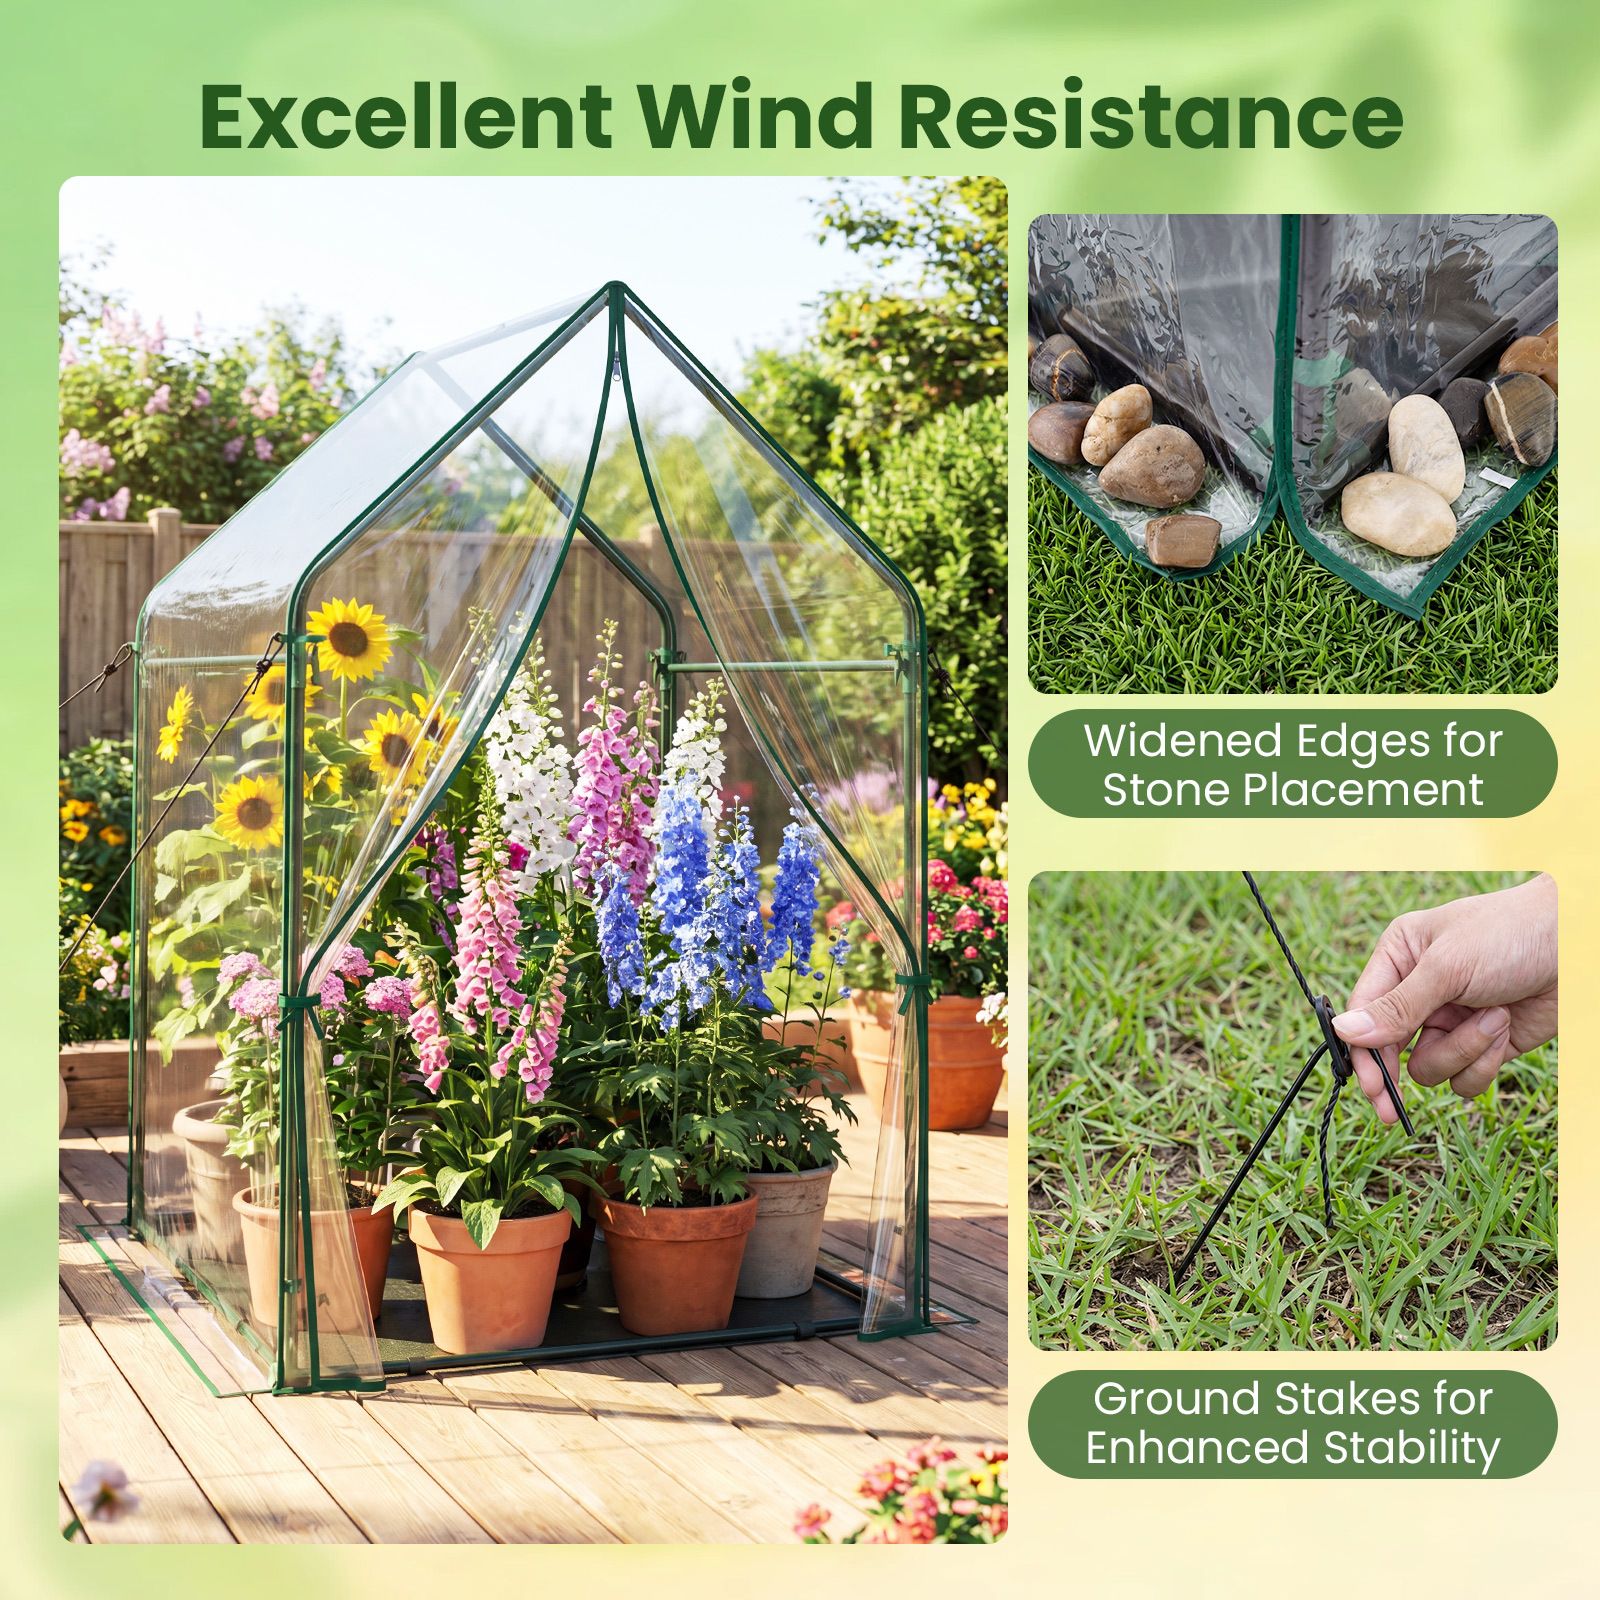 Excellent Wind Resistance
Widened Edges for
Stone Placement
Ground Stakes for
Enhanced Stability